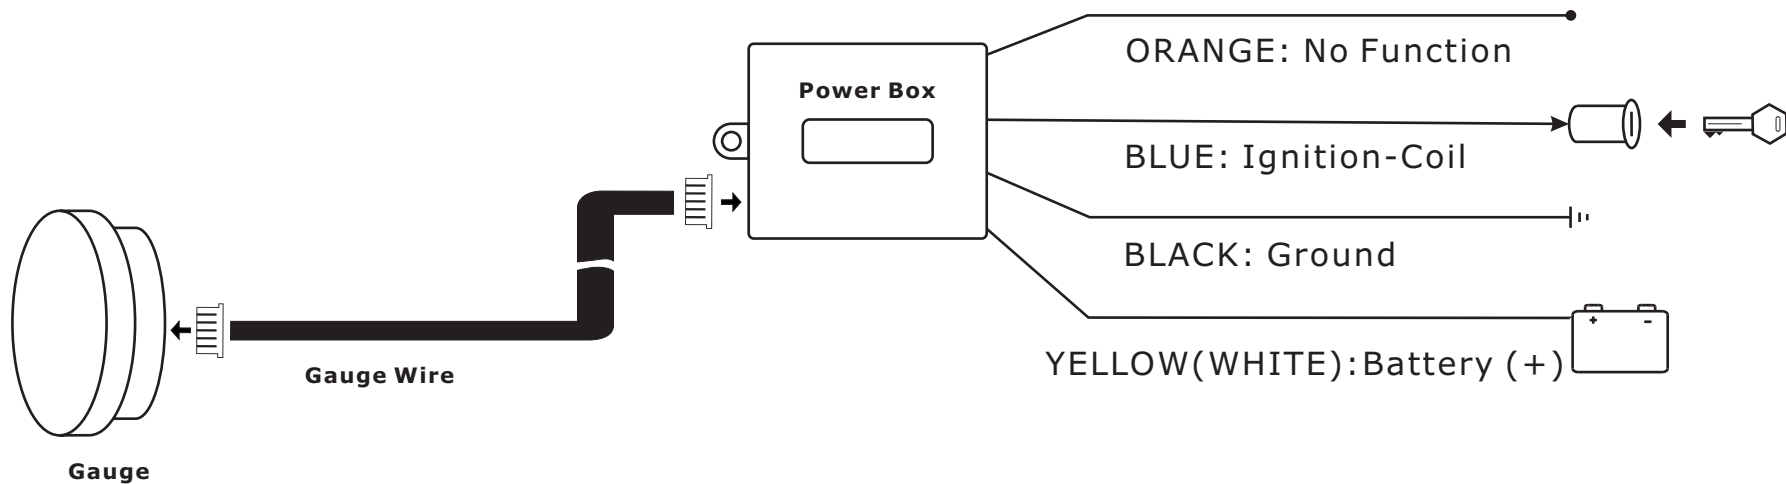 ORANGE: No Function
Power Box
BLUE: Ignition-Coil
BLACK: Ground
YELLOW(WHITE):Battery (+)
+ -
Gauge Wire
Gauge